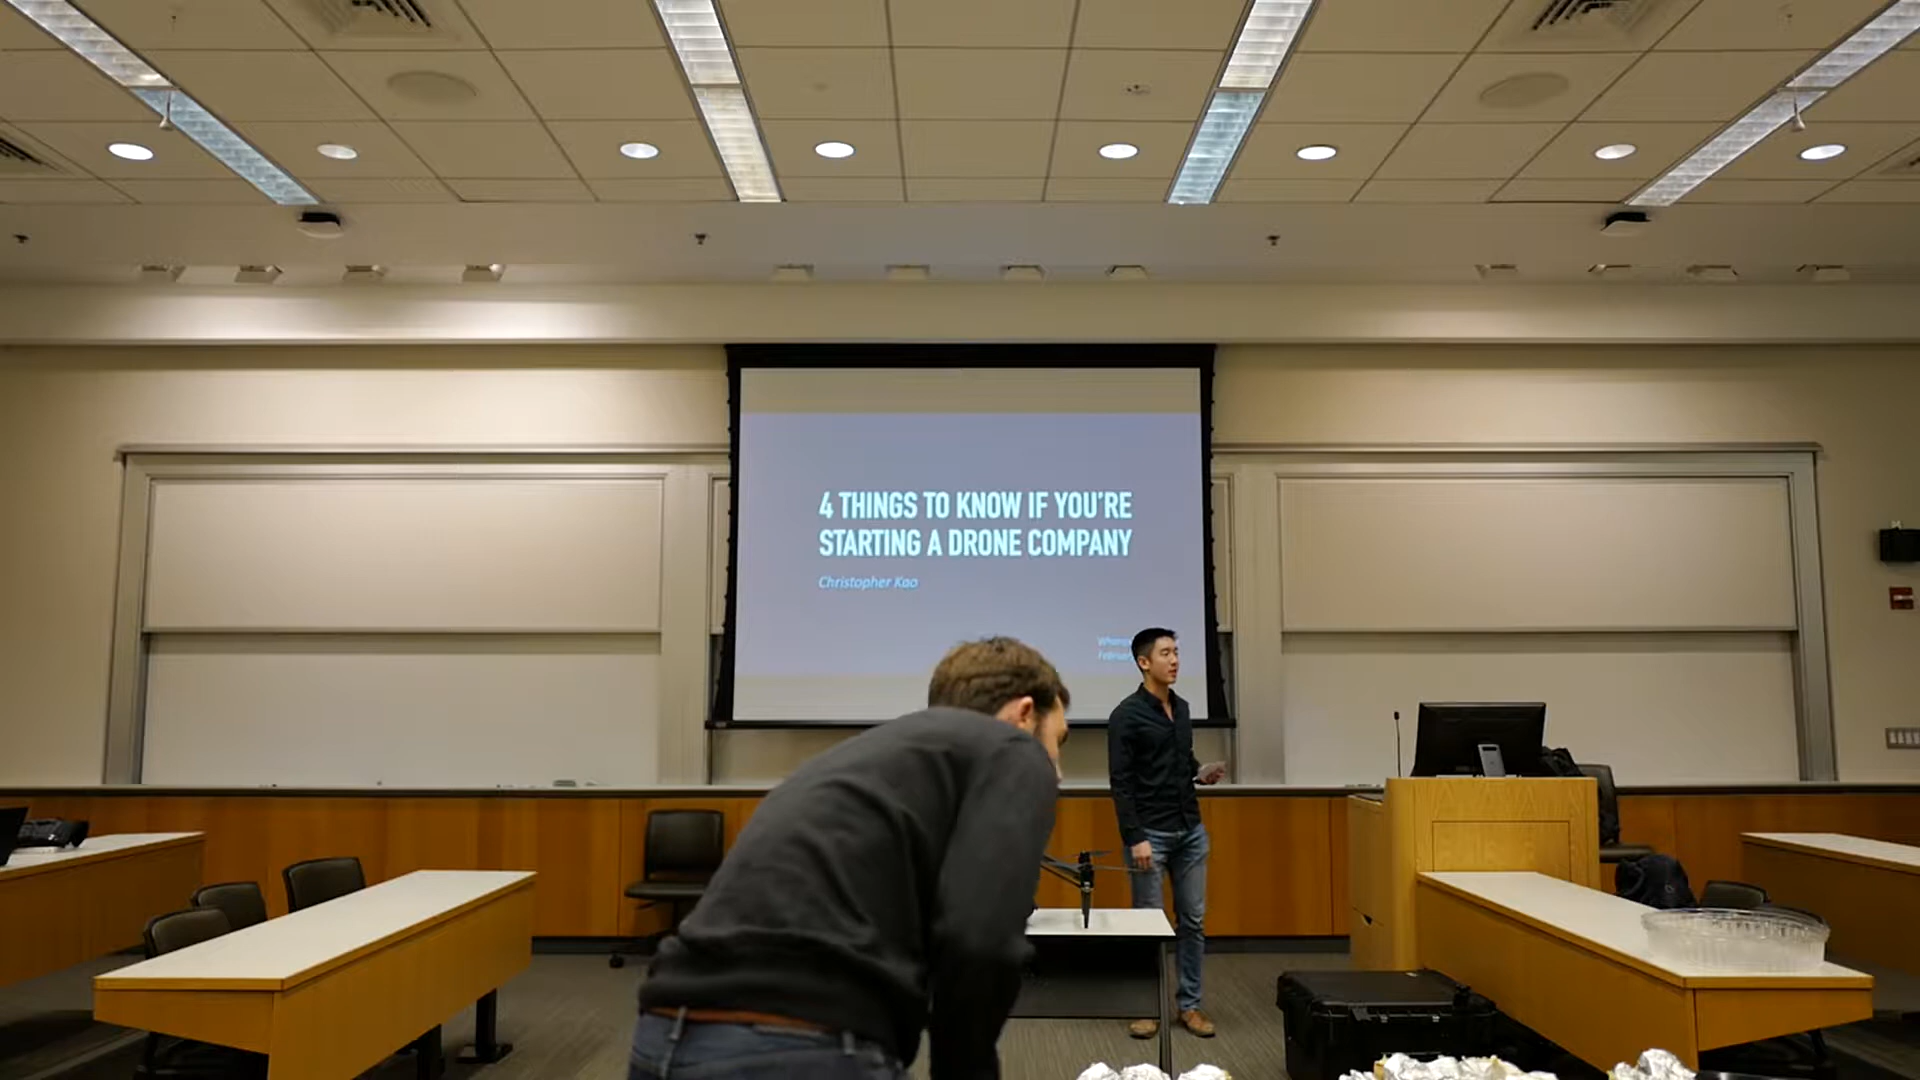 4 THINGS TO KNOW IF YOU'RE
STARTING A DRONE COMPANY
Christopher Kao